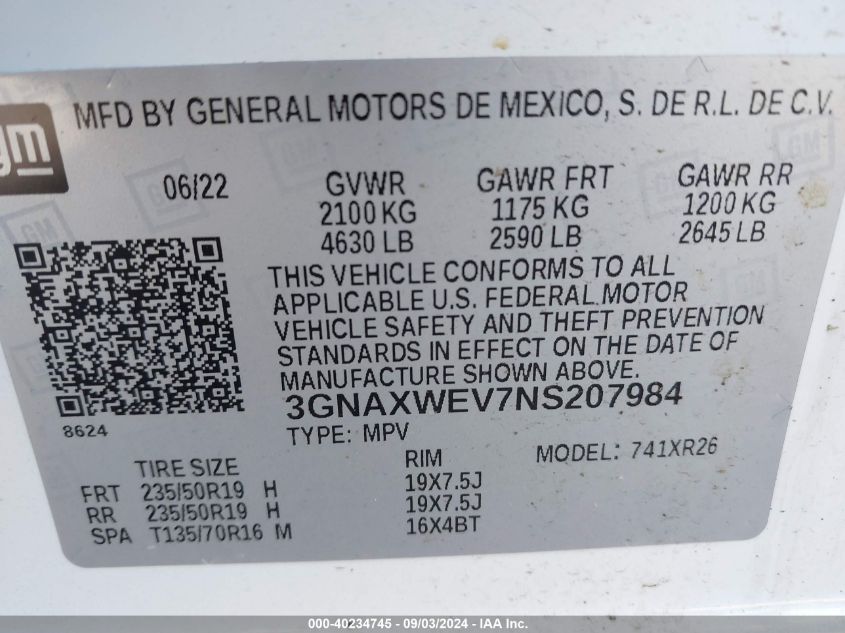 gm
MFD BY GENERAL MOTORS DE MEXICO, S. DE R.L. DE C.V.
06/22 GVWR GAWR FRT GAWR RR
2100 KG 1175 KG 1200 KG
4630 LB 2590 LB 2645 LB
THIS VEHICLE CONFORMS TO ALL
APPLICABLE U.S. FEDERAL MOTOR
VEHICLE SAFETY AND THEFT PREVENTION
STANDARDS IN EFFECT ON THE DATE OF
MANUFACTURE SHOWN ABOVE.
3GNAXWEV7NS207984
8624
TYPE: MPV
MODEL: 741XR26
TIRE SIZE RIM
FRT 235/50R19 H 19X7.5J
RR 235/50R19 H 19X7.5J
SPA T135/70R16 M 16X4BT
000-40234745 - 09/03/2024 - IAA Inc.